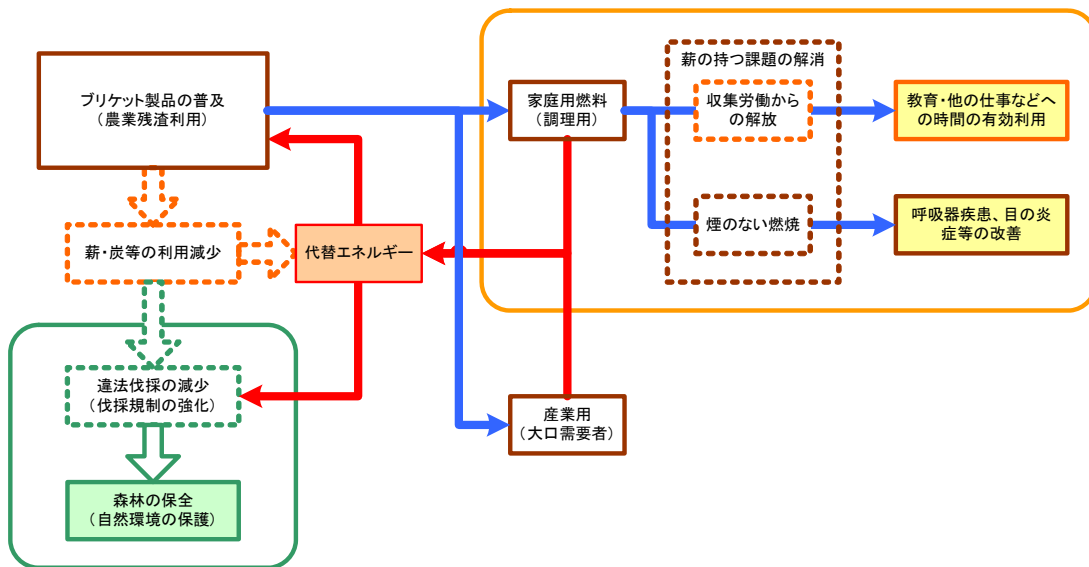 ブリケット製品の普及
（農業残渣利用）
薪・炭等の利用減少
違法伐採の減少
（伐採規制の強化）
森林の保全
（自然環境の保護）
代替エネルギー
家庭用燃料
（調理用）
産業用
（大口需要者）
薪の持つ課題の解消
収集労働から
の解放
煙のない燃焼
教育・他の仕事などへ
の時間の有効利用
呼吸器疾患、目の炎
症等の改善